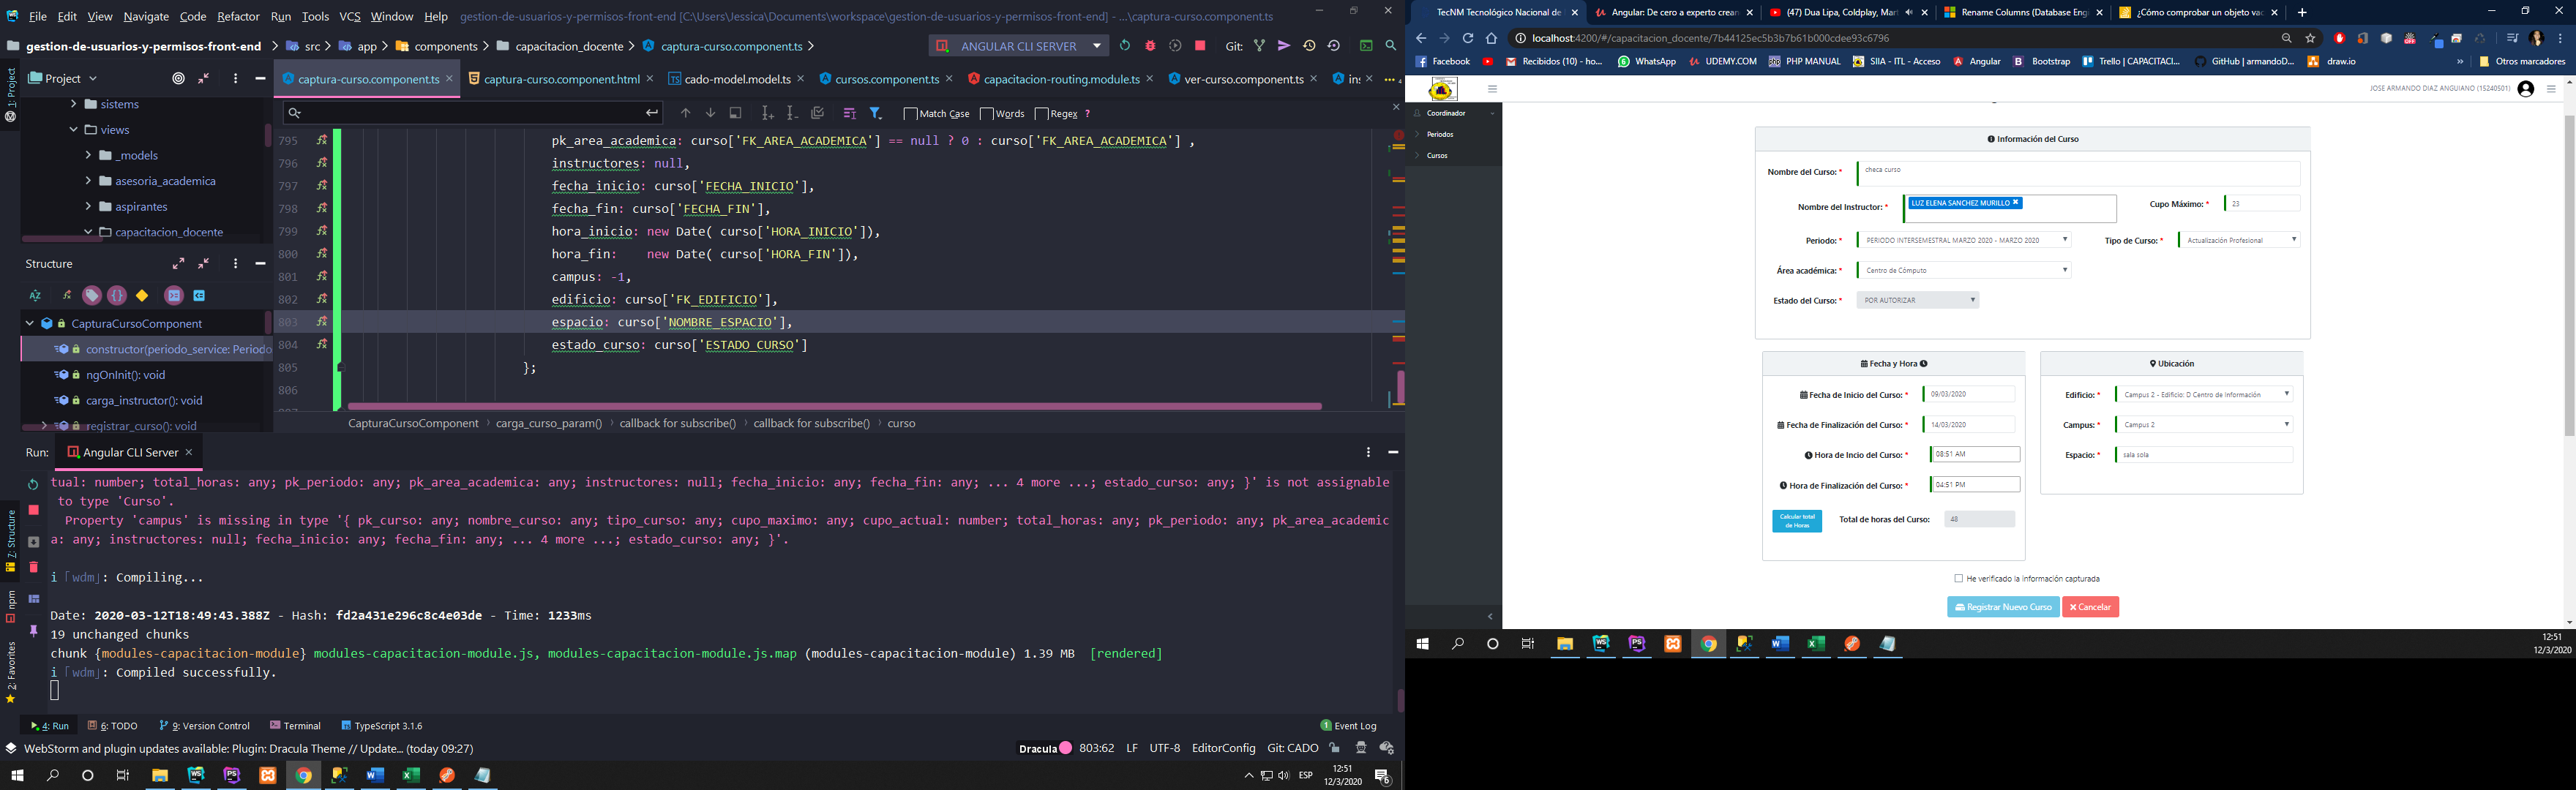 File Edit View Navigate Code Refactor Run Tools VCS Window Help gestion-de-usuarios-y-permisos-front-end [C:\Users\Jessica\Documents\workspace\gestion-de-usuarios-y-permisos-front-end] - ...\captura-curso.component.ts
gestion-de-usuarios-y-permisos-front-end src app components capacitacion_docente captura-curso.component.ts
ANGULAR CLI SERVER
Git:
1: Project
Project
captura-curso.component.ts
captura-curso.component.html
cado-model.model.ts
cursos.component.ts
capacitacion-routing.module.ts
ver-curso.component.ts
sistems
views
_models
asesoria_academica
aspirantes
capacitacion_docente
Match Case Words Regex ?
795 pk_area_academica: curso['FK_AREA_ACADEMICA'] == null ? 0 : curso['FK_AREA_ACADEMICA'] ,
796 instructores: null,
797 fecha_inicio: curso['FECHA_INICIO'],
798 fecha_fin: curso['FECHA_FIN'],
799 hora_inicio: new Date( curso['HORA_INICIO']),
800 hora_fin: new Date( curso['HORA_FIN']),
801 campus: -1,
802 edificio: curso['FK_EDIFICIO'],
803 espacio: curso['NOMBRE_ESPACIO'],
804 estado_curso: curso['ESTADO_CURSO']
805 };
806
Structure
CapturaCursoComponent
constructor(periodo_service: Periodo
ngOnInit(): void
carga_instructor(): void
registrar_curso(): void
CapturaCursoComponent carga_curso_param() callback for subscribe() callback for subscribe() curso
Run: Angular CLI Server
tual: number; total_horas: any; pk_periodo: any; pk_area_academica: any; instructores: null; fecha_inicio: any; fecha_fin: any; ... 4 more ...; estado_curso: any; }' is not assignable
to type 'Curso'.
Property 'campus' is missing in type '{ pk_curso: any; nombre_curso: any; tipo_curso: any; cupo_maximo: any; cupo_actual: number; total_horas: any; pk_periodo: any; pk_area_academic
a: any; instructores: null; fecha_inicio: any; fecha_fin: any; ... 4 more ...; estado_curso: any; }'.
i ｢wdm｣: Compiling...
Date: 2020-03-12T18:49:43.388Z - Hash: fd2a431e296c8c4e03de - Time: 1233ms
19 unchanged chunks
chunk {modules-capacitacion-module} modules-capacitacion-module.js, modules-capacitacion-module.js.map (modules-capacitacion-module) 1.39 MB [rendered]
i ｢wdm｣: Compiled successfully.
Z: Structure
npm
2: Favorites
4: Run 6: TODO 9: Version Control Terminal TypeScript 3.1.6
1 Event Log
WebStorm and plugin updates available: Plugin: Dracula Theme // Update... (today 09:27)
Dracula 803:62 LF UTF-8 EditorConfig Git: CADO
ESP
12:51
12/3/2020
6
TecNM Tecnológico Nacional de
Angular: De cero a experto crean
(47) Dua Lipa, Coldplay, Mart
Rename Columns (Database Engi
¿Cómo comprobar un objeto vac
localhost:4200/#/capacitacion_docente/7b44125ec5b3b7b61b000cdee93c6796
Facebook
Recibidos (10) - ho...
WhatsApp
UDEMY.COM
PHP MANUAL
SIIA - ITL - Acceso
Angular
Bootstrap
Trello | CAPACITACI...
GitHub | armandoD...
draw.io
» Otros marcadores
JOSE ARMANDO DIAZ ANGUIANO (15240501)
Coordinador
Periodos
Cursos
Información del Curso
Nombre del Curso: * checa curso
Nombre del Instructor: * LUZ ELENA SANCHEZ MURILLO ✖
Cupo Máximo: * 23
Periodo: * PERIODO INTERSEMESTRAL MARZO 2020 - MARZO 2020
Tipo de Curso: * Actualización Profesional
Área académica: * Centro de Cómputo
Estado del Curso: * POR AUTORIZAR
Fecha y Hora
Fecha de Inicio del Curso: * 09/03/2020
Fecha de Finalización del Curso: * 14/03/2020
Hora de Incio del Curso: * 08:51 AM
Hora de Finalización del Curso: * 04:51 PM
Calcular total
de Horas
Total de horas del Curso: 48
Ubicación
Edificio: * Campus 2 - Edificio: D Centro de Información
Campus: * Campus 2
Espacio: * sala sola
He verificado la información capturada
Registrar Nuevo Curso
Cancelar
12:51
12/3/2020